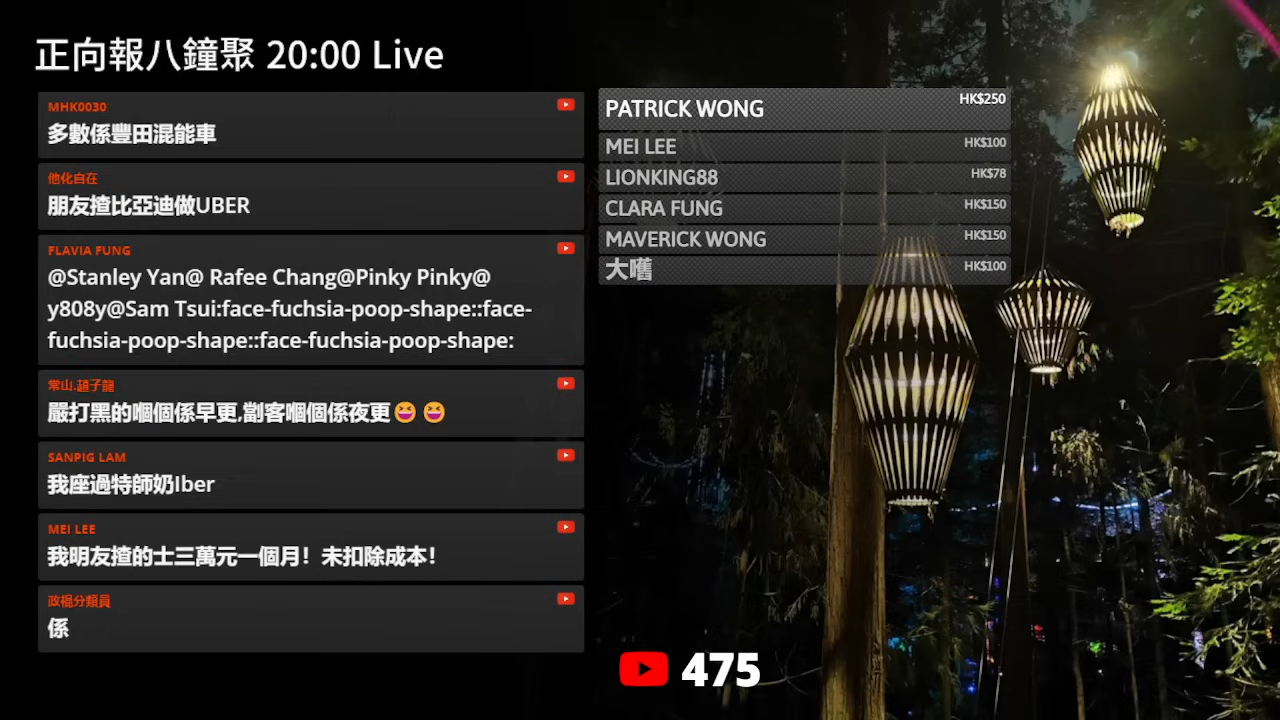 正向報八鐘聚 20:00 Live
MHK0030
多數係豐田混能車
他化自在
朋友揸比亞迪做UBER
FLAVIA FUNG
@Stanley Yan@ Rafee Chang@Pinky Pinky@
y808y@Sam Tsui:face-fuchsia-poop-shape::face-
fuchsia-poop-shape::face-fuchsia-poop-shape:
常山.趙子龍
嚴打黑的嗰個係早更,劏客嗰個係夜更😆 😆
SANPIG LAM
我座過特師奶Iber
MEI LEE
我明友揸的士三萬元一個月！未扣除成本！
政棍分類員
係
PATRICK WONG HK$250
MEI LEE HK$100
LIONKING88 HK$78
CLARA FUNG HK$150
MAVERICK WONG HK$150
大嚿 HK$100
475